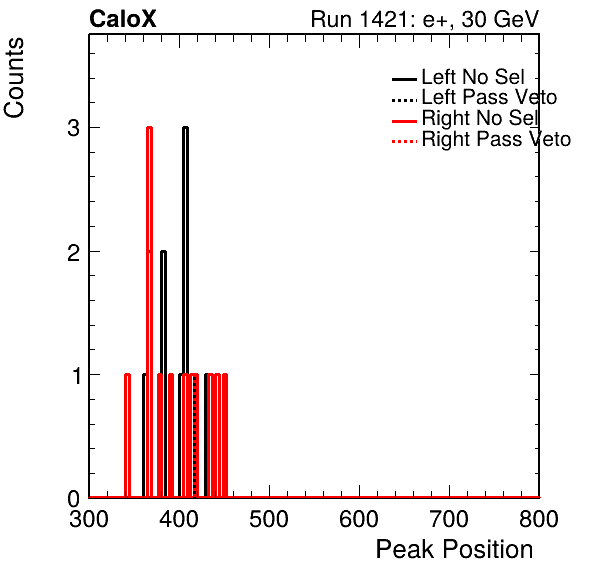 CaloX Run 1421: e+, 30 GeV
Counts
Left No Sel
Left Pass Veto
Right No Sel
Right Pass Veto
3
2
1
0
300 400 500 600 700 800
Peak Position